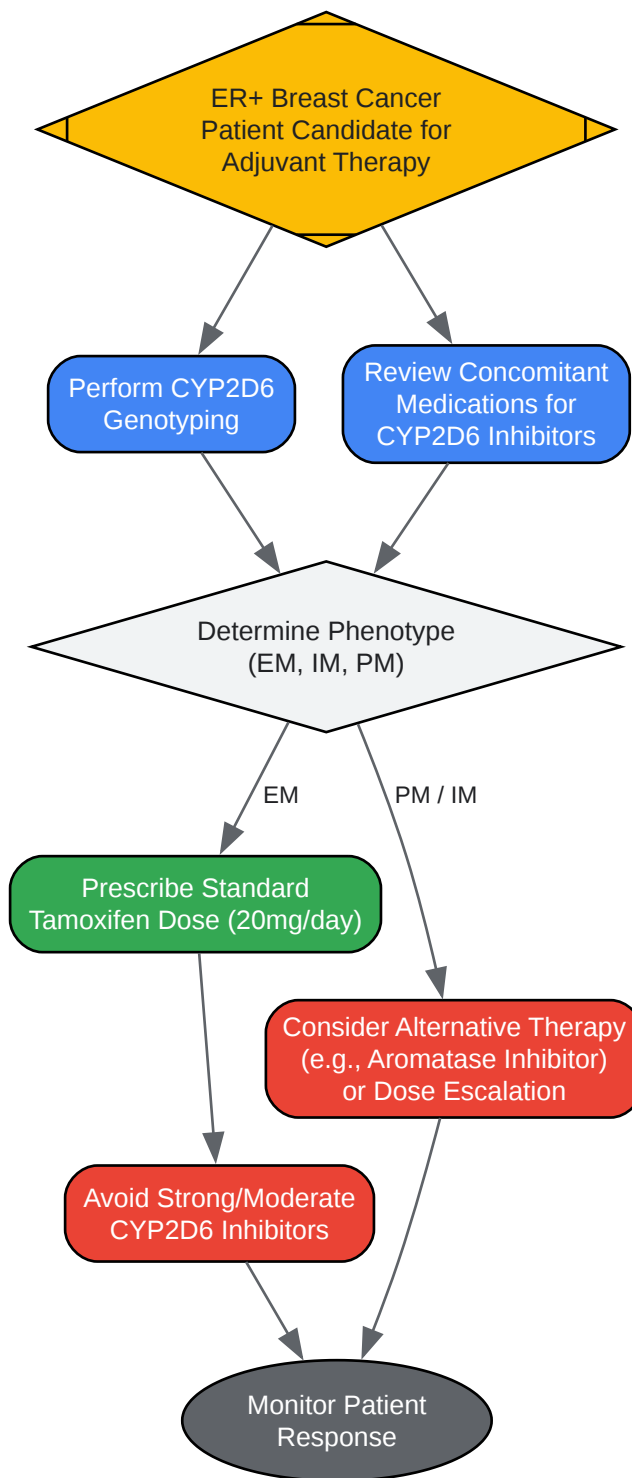 ER+ Breast Cancer
Patient Candidate for
Adjuvant Therapy
Perform CYP2D6
Genotyping
Review Concomitant
Medications for
CYP2D6 Inhibitors
Determine Phenotype
(EM, IM, PM)
EM
PM / IM
Prescribe Standard
Tamoxifen Dose (20mg/day)
Consider Alternative Therapy
(e.g., Aromatase Inhibitor)
or Dose Escalation
Avoid Strong/Moderate
CYP2D6 Inhibitors
Monitor Patient
Response